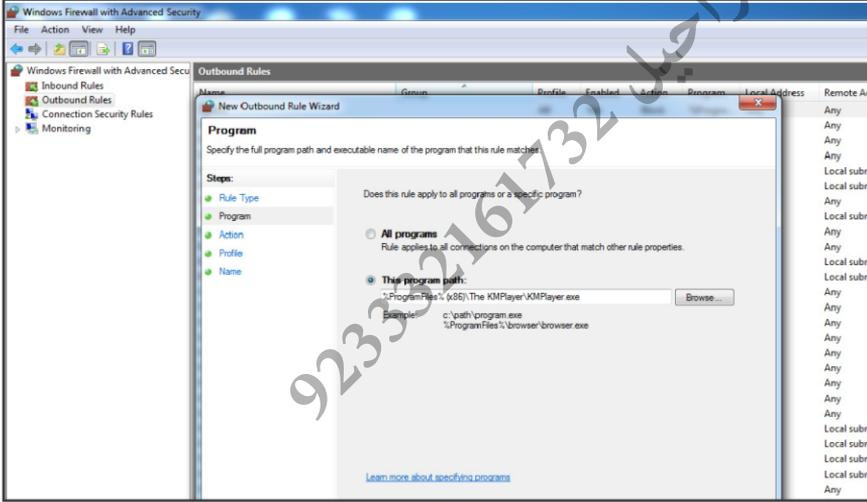 Windows Firewall with Advanced Security
File Action View Help
Windows Firewall with Advanced Secu
Inbound Rules
Outbound Rules
Connection Security Rules
Monitoring
Outbound Rules
Name Group Profile Enabled Action Program Local Address Remote A
New Outbound Rule Wizard
Program
Specify the full program path and executable name of the program that this rule matches.
Steps:
Rule Type
Program
Action
Profile
Name
Does this rule apply to all programs or a specific program?
All programs
Rule applies to all connections on the computer that match other rule properties.
This program path:
%ProgramFiles% (x86)\The KMPlayer\KMPlayer.exe
Browse...
Example: c:\path\program.exe
%ProgramFiles%\browser\browser.exe
Learn more about specifying programs
Any
Any
Any
Any
Local subr
Local subr
Any
Local subr
Any
Any
Local subr
Local subr
Any
Any
Any
Any
Any
Any
Any
Any
Any
Local subr
Local subr
Local subr
Local subr
Any
923332161732